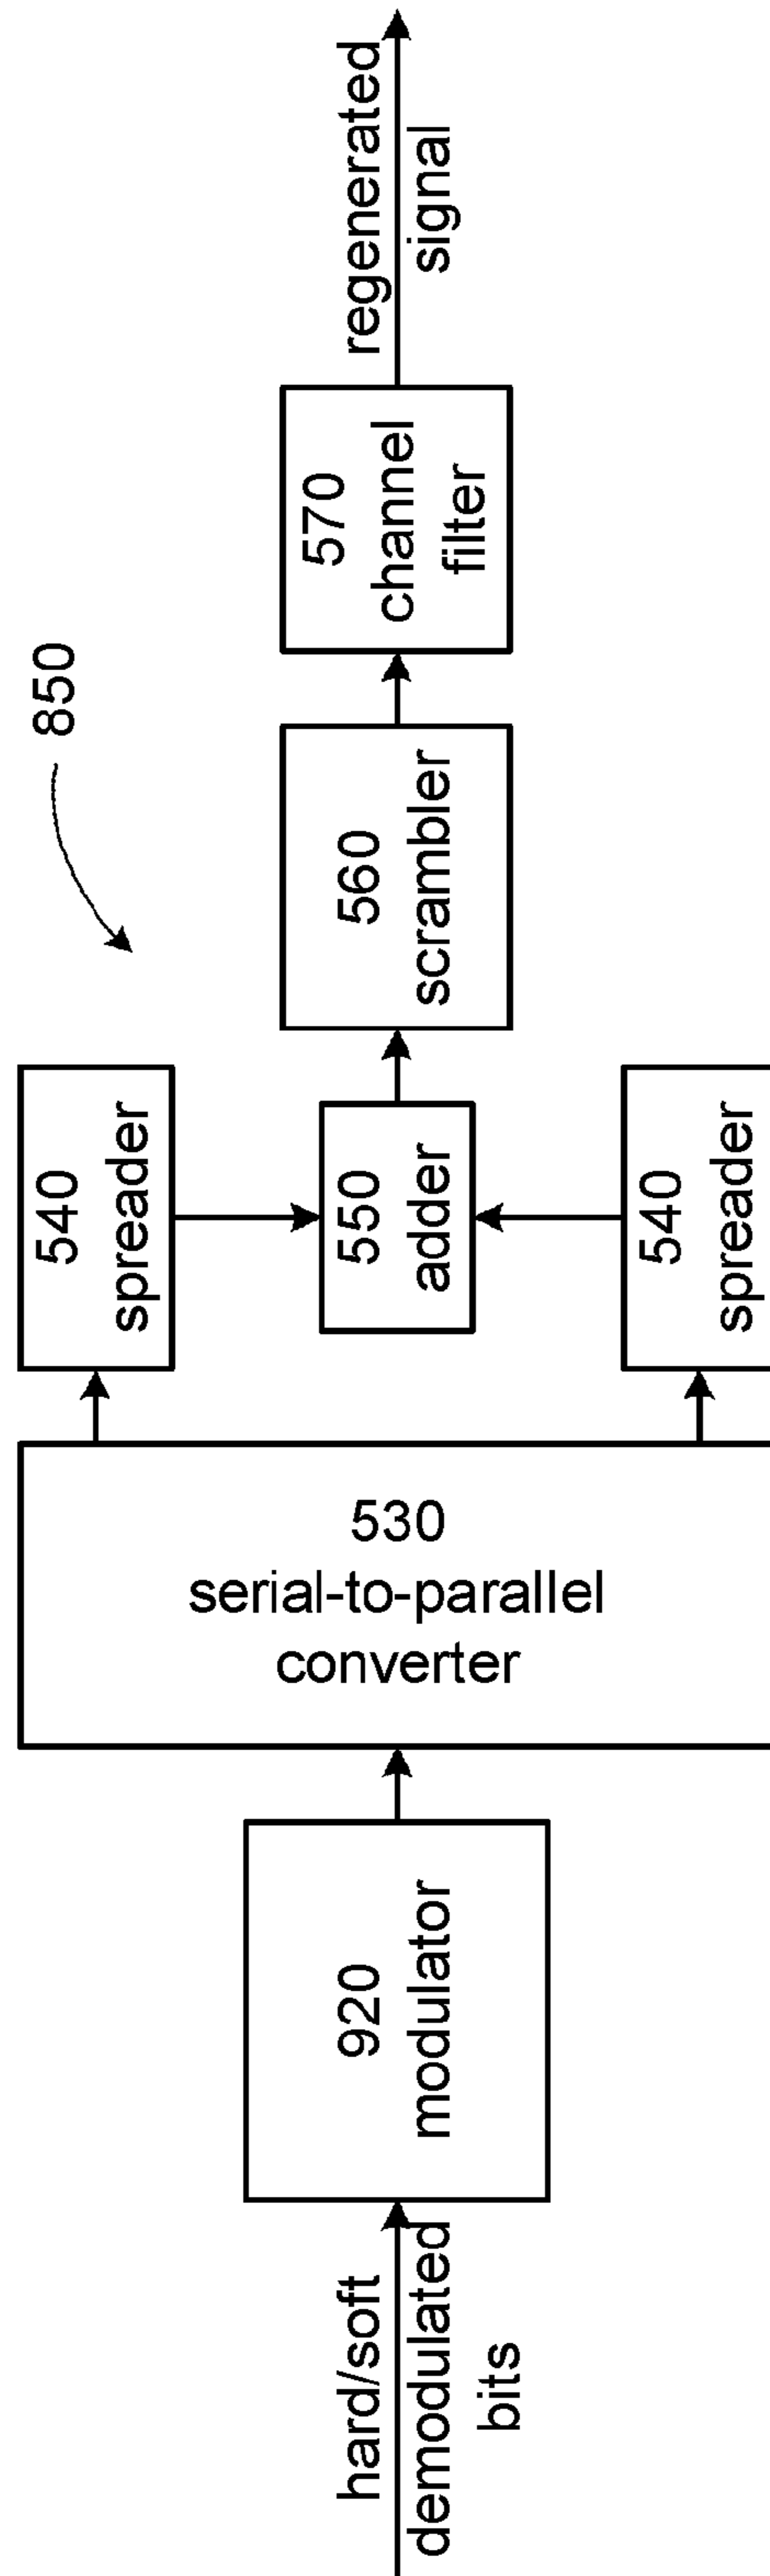 850
hard/soft
demodulated
bits
920
modulator
530
serial-to-parallel
converter
540
spreader
550
adder
540
spreader
560
scrambler
570
channel
filter
regenerated
signal